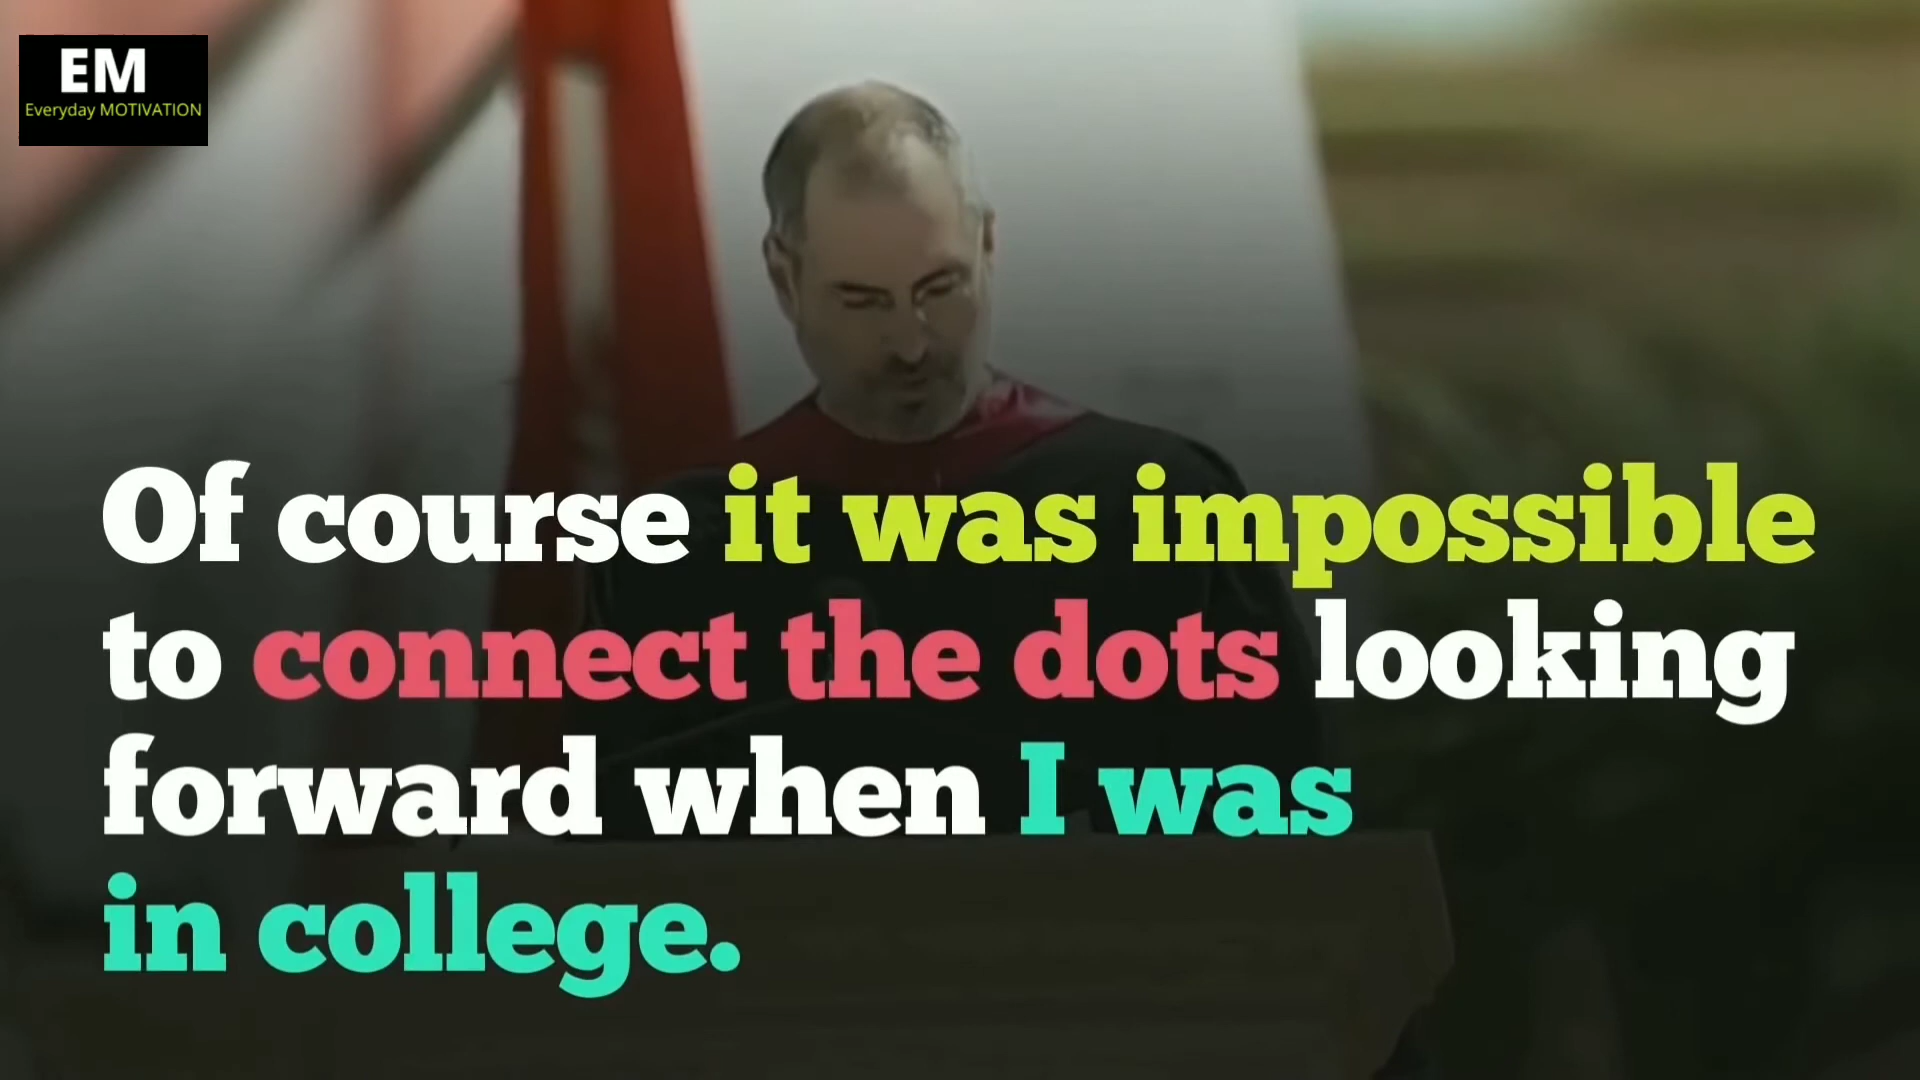 EM
Everyday MOTIVATION
Of course it was impossible
to connect the dots looking
forward when I was
in college.